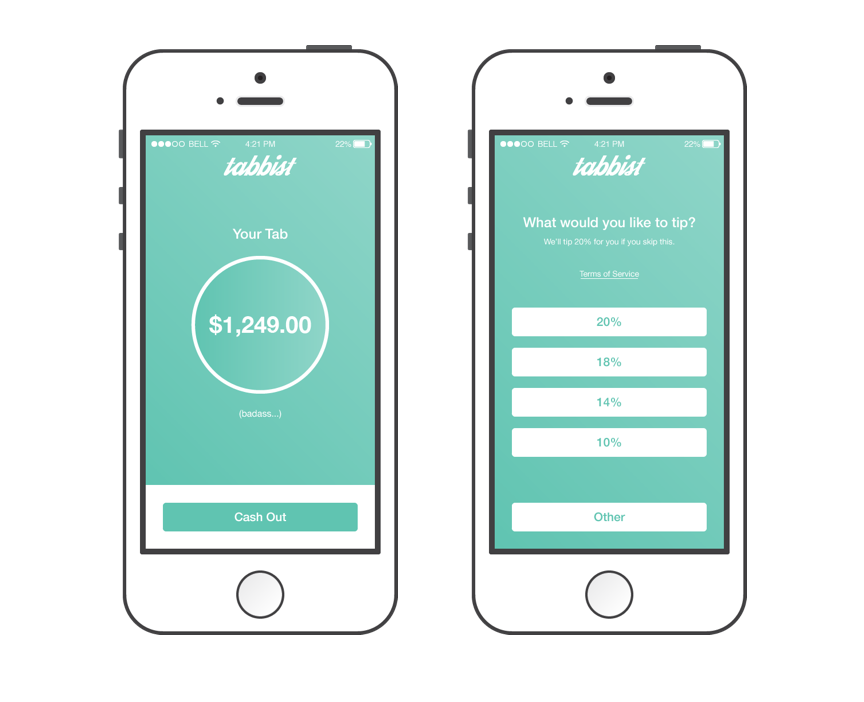 BELL 4:21 PM 22%
tabbist
Your Tab
$1,249.00
(badass...)
Cash Out
BELL 4:21 PM 22%
tabbist
What would you like to tip?
We'll tip 20% for you if you skip this.
Terms of Service
20%
18%
14%
10%
Other